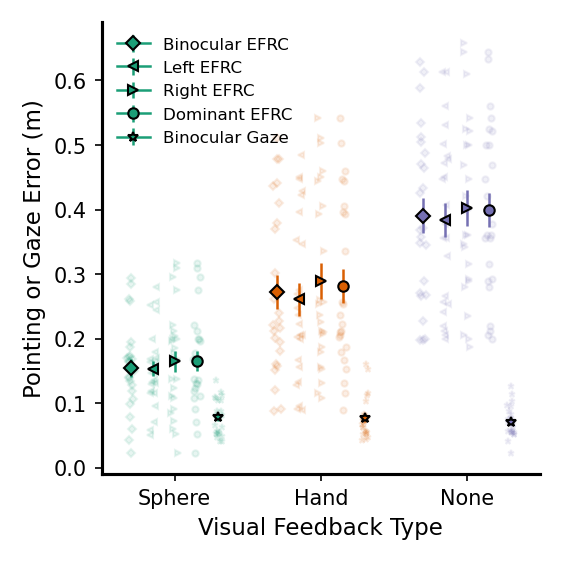 Binocular EFRC
Left EFRC
Right EFRC
Dominant EFRC
Binocular Gaze
Pointing or Gaze Error (m)
0.6
0.5
0.4
0.3
0.2
0.1
0.0
Sphere Hand None
Visual Feedback Type